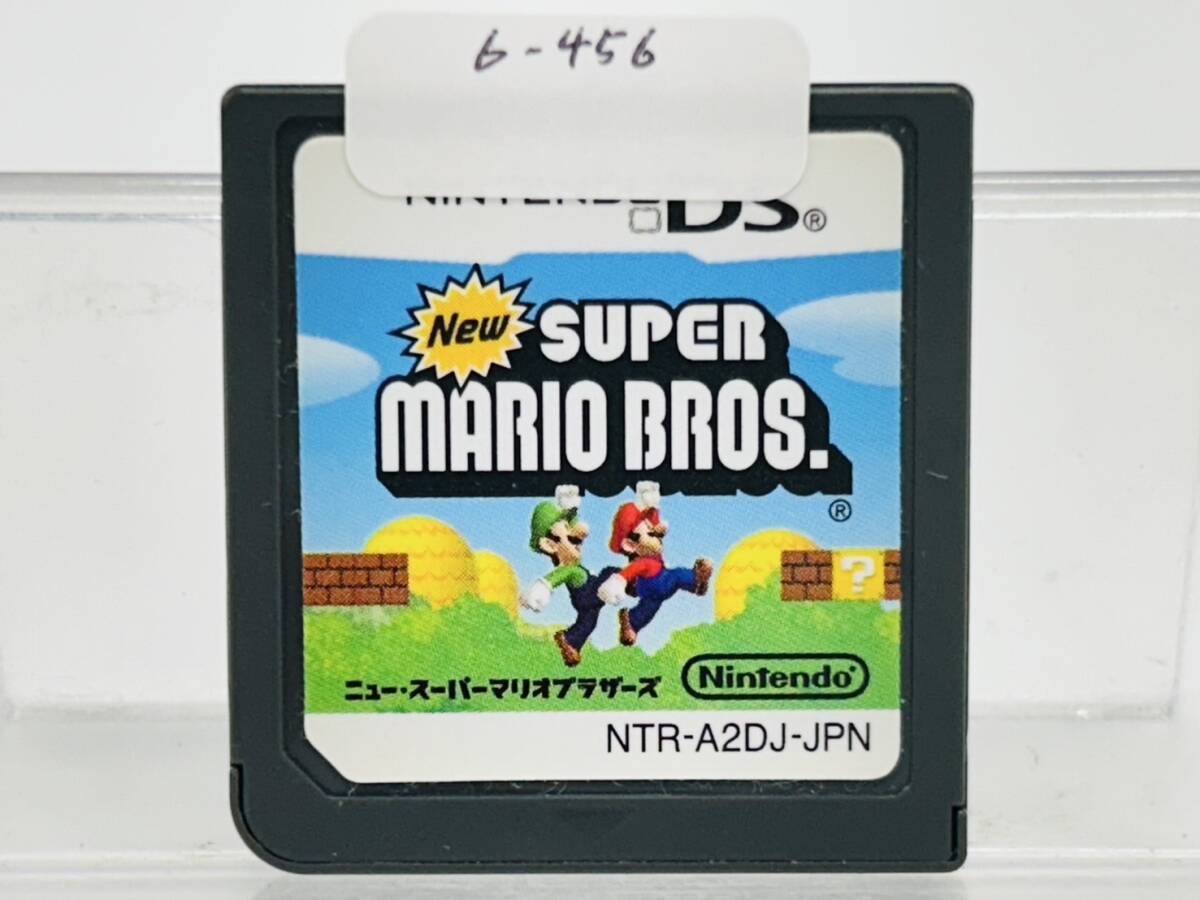 6-456
NINTENDO DS®
New SUPER
MARIO BROS.
®
?
ニュー・スーパーマリオブラザーズ
Nintendo®
NTR-A2DJ-JPN